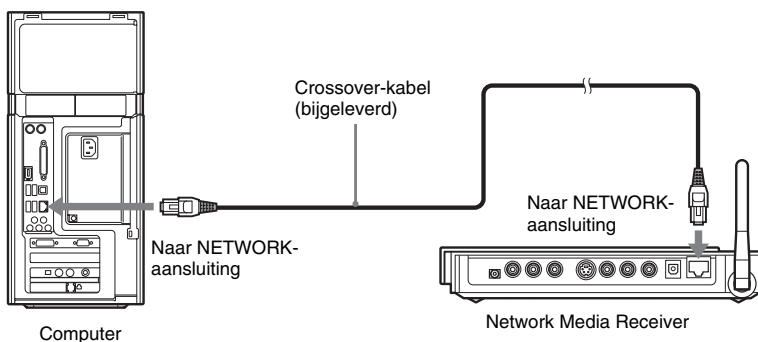 Crossover-kabel
(bijgeleverd)
Naar NETWORK-
aansluiting
Naar NETWORK-
aansluiting
Computer
Network Media Receiver